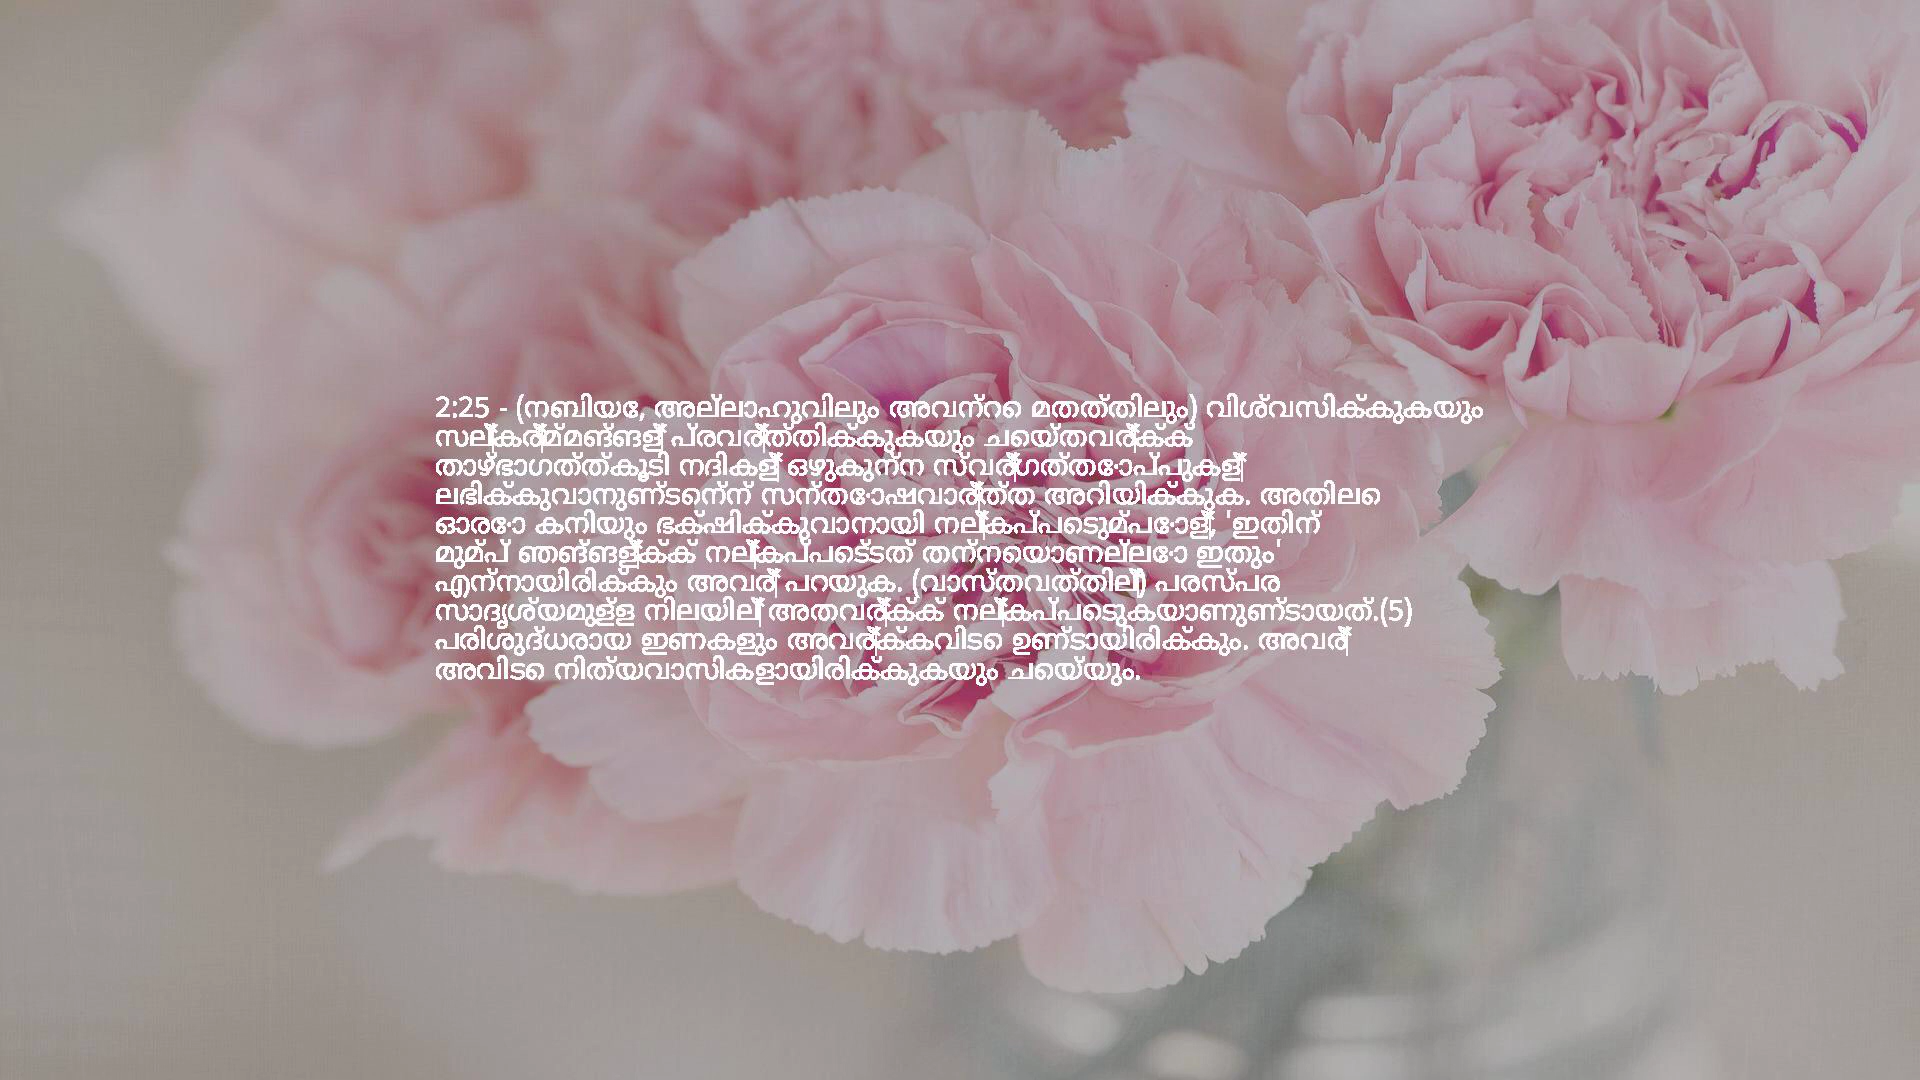 2:25 - (നബിയേ, അല്ലാഹുവിലും അവന്റെ മതത്തിലും) വിശ്വസിക്കുകയും
സല്‍കര്‍മ്മങ്ങള്‍ പ്രവര്‍ത്തിക്കുകയും ചെയ്തവര്‍ക്ക്
താഴ്ഭാഗത്ത്കൂടി നദികള്‍ ഒഴുകുന്ന സ്വര്‍ഗത്തോപ്പുകള്‍
ലഭിക്കുവാനുണ്ടെന്ന് സന്തോഷവാര്‍ത്ത അറിയിക്കുക. അതിലെ
ഓരോ കനിയും ഭക്ഷിക്കുവാനായി നല്‍കപ്പെടുമ്പോള്‍, 'ഇതിന്
മുമ്പ് ഞങ്ങള്‍ക്ക് നല്‍കപ്പെട്ടത് തന്നെയാണല്ലോ ഇതും'
എന്നായിരിക്കും അവര്‍ പറയുക. (വാസ്തവത്തില്‍) പരസ്പര
സാദൃശ്യമുള്ള നിലയില്‍ അതവര്‍ക്ക് നല്‍കപ്പെടുകയാണുണ്ടായത്.(5)
പരിശുദ്ധരായ ഇണകളും അവര്‍ക്കവിടെ ഉണ്ടായിരിക്കും. അവര്‍
അവിടെ നിത്യവാസികളായിരിക്കുകയും ചെയ്യും.